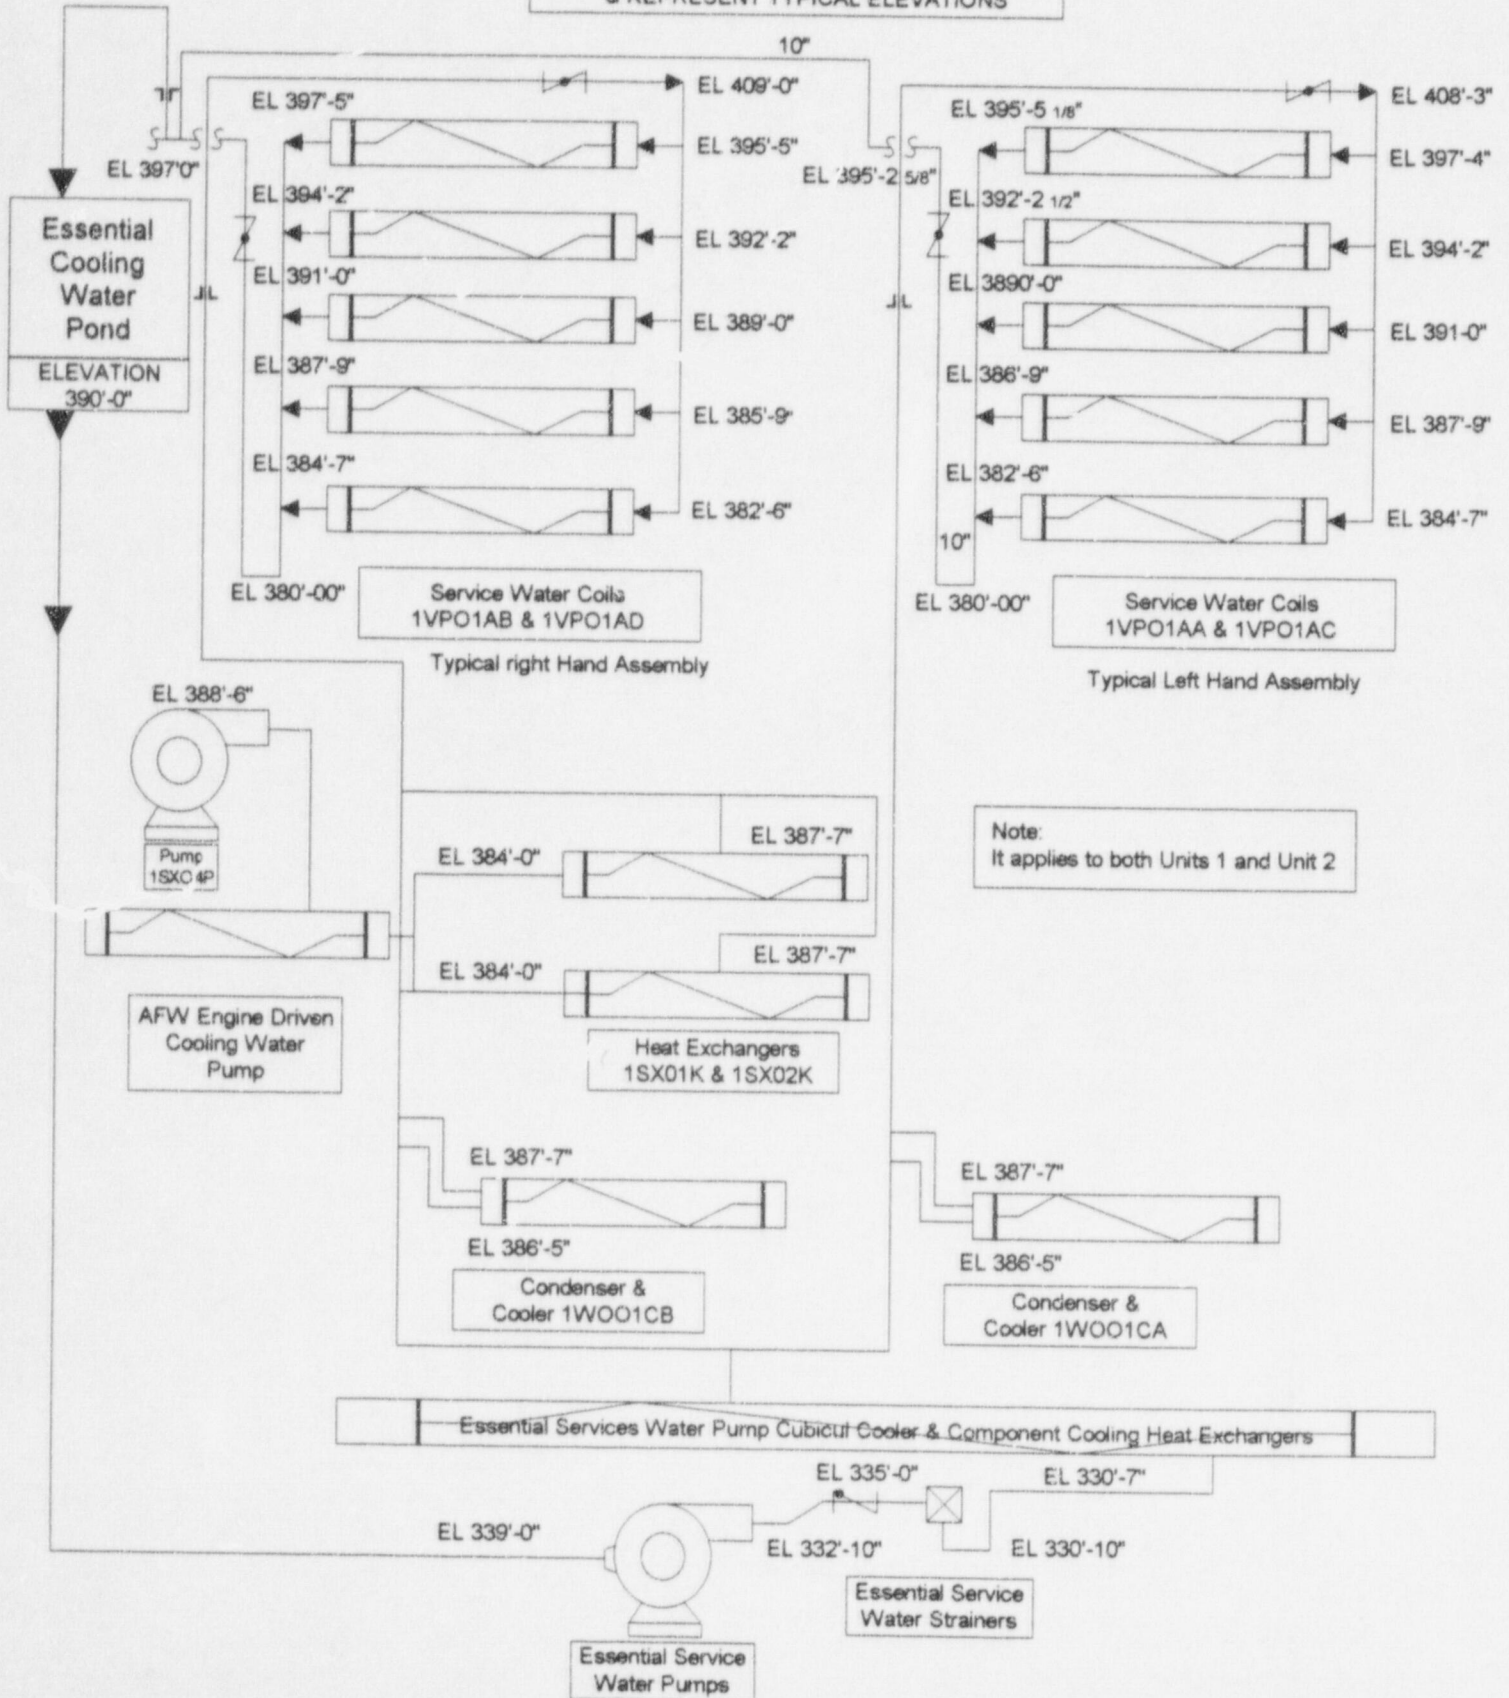 & REPRESENT TYPICAL ELEVATIONS
10"
EL 409'-0"
EL 408'-3"
EL 397'-5"
EL 395'-5 1/8"
EL 395'-5"
EL 397'-4"
EL 397'0"
EL 395'-2 5/8"
EL 394'-2"
EL 392'-2 1/2"
Essential
Cooling
Water
Pond
EL 392'-2"
EL 394'-2"
EL 391'-0"
EL 3890'-0"
EL 389'-0"
EL 391-0"
ELEVATION
390'-0"
EL 387'-9"
EL 386'-9"
EL 385'-9"
EL 387'-9"
EL 384'-7"
EL 382'-6"
EL 382'-6"
EL 384'-7"
10"
EL 380'-00"
EL 380'-00"
Service Water Coils
1VPO1AB & 1VPO1AD
Service Water Coils
1VPO1AA & 1VPO1AC
Typical right Hand Assembly
Typical Left Hand Assembly
EL 388'-6"
Pump
1SXO4P
EL 384'-0"
EL 387'-7"
Note:
It applies to both Units 1 and Unit 2
EL 384'-0"
EL 387'-7"
AFW Engine Driven
Cooling Water
Pump
Heat Exchangers
1SX01K & 1SX02K
EL 387'-7"
EL 387'-7"
EL 386'-5"
EL 386'-5"
Condenser &
Cooler 1WOO1CB
Condenser &
Cooler 1WOO1CA
Essential Services Water Pump Cubicul Cooler & Component Cooling Heat Exchangers
EL 335'-0"
EL 330'-7"
EL 339'-0"
EL 332'-10"
EL 330'-10"
Essential Service
Water Strainers
Essential Service
Water Pumps